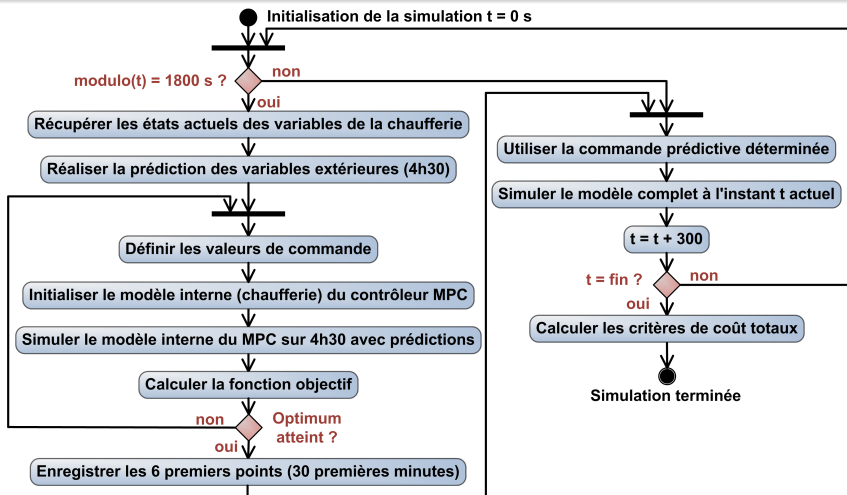 Initialisation de la simulation t = 0 s
modulo(t) = 1800 s ?
non
oui
Récupérer les états actuels des variables de la chaufferie
Réaliser la prédiction des variables extérieures (4h30)
Définir les valeurs de commande
Initialiser le modèle interne (chaufferie) du contrôleur MPC
Simuler le modèle interne du MPC sur 4h30 avec prédictions
Calculer la fonction objectif
non
Optimum
atteint ?
oui
Enregistrer les 6 premiers points (30 premières minutes)
Utiliser la commande prédictive déterminée
Simuler le modèle complet à l'instant t actuel
t = t + 300
t = fin ?
non
oui
Calculer les critères de coût totaux
Simulation terminée